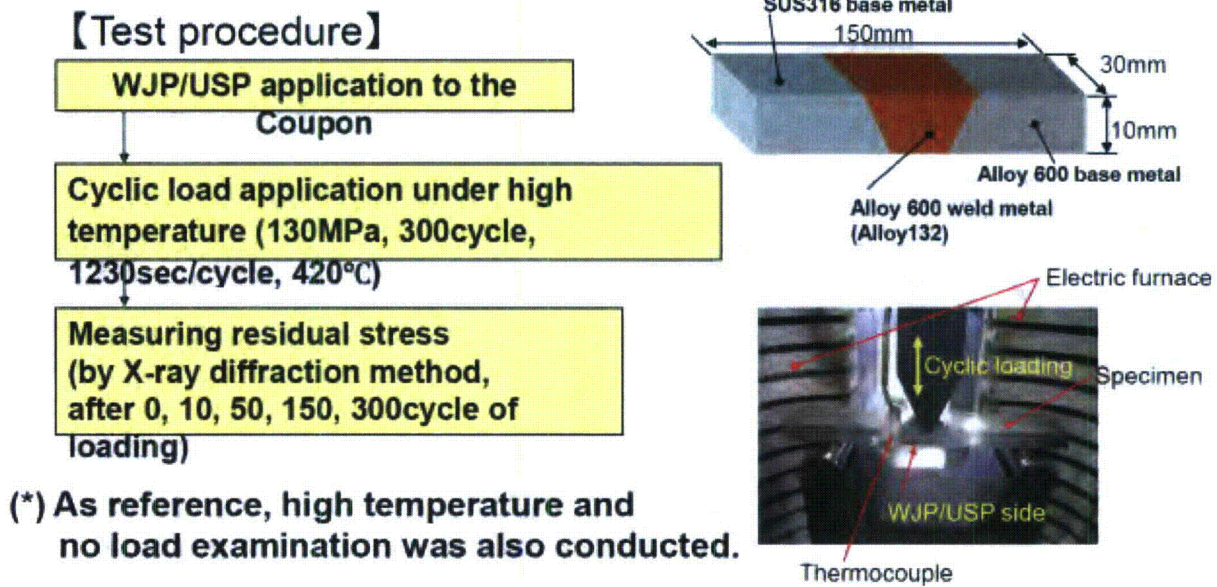 【Test procedure】
WJP/USP application to the
Coupon
Cyclic load application under high
temperature (130MPa, 300cycle,
1230sec/cycle, 420℃)
Measuring residual stress
(by X-ray diffraction method,
after 0, 10, 50, 150, 300cycle of
loading)
(*) As reference, high temperature and
no load examination was also conducted.
SUS316 base metal
150mm
30mm
10mm
Alloy 600 base metal
Alloy 600 weld metal
(Alloy132)
Electric furnace
Cyclic loading
Specimen
WJP/USP side
Thermocouple